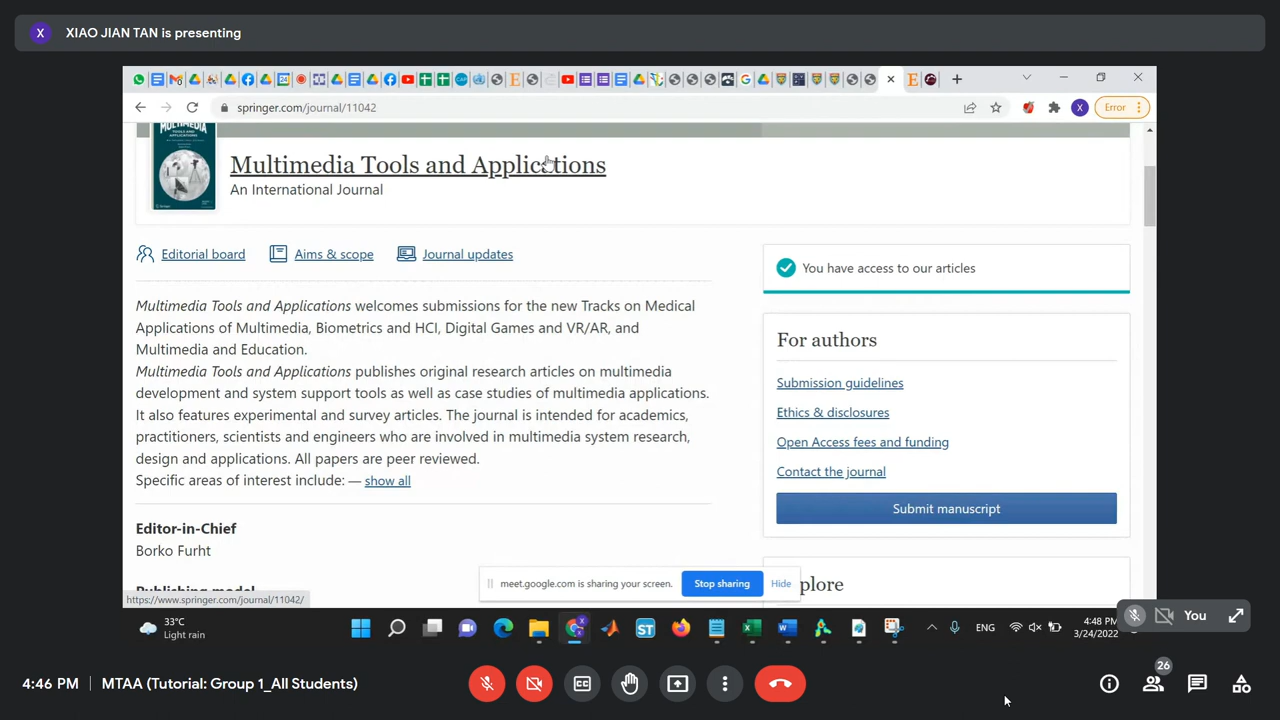 X XIAO JIAN TAN is presenting
springer.com/journal/11042
X
Error
MULTIMEDIA
TOOLS AND
APPLICATIONS
Multimedia Tools and Applications
An International Journal
Editorial board
Aims & scope
Journal updates
You have access to our articles
Multimedia Tools and Applications welcomes submissions for the new Tracks on Medical
Applications of Multimedia, Biometrics and HCI, Digital Games and VR/AR, and
Multimedia and Education.
Multimedia Tools and Applications publishes original research articles on multimedia
development and system support tools as well as case studies of multimedia applications.
It also features experimental and survey articles. The journal is intended for academics,
practitioners, scientists and engineers who are involved in multimedia system research,
design and applications. All papers are peer reviewed.
Specific areas of interest include: — show all
For authors
Submission guidelines
Ethics & disclosures
Open Access fees and funding
Contact the journal
Submit manuscript
Editor-in-Chief
Borko Furht
Publishing model
meet.google.com is sharing your screen.
Stop sharing
Hide
plore
https://www.springer.com/journal/11042/
33°C
Light rain
ST
ENG
4:48 PM
3/24/2022
You
4:46 PM | MTAA (Tutorial: Group 1_All Students)
26